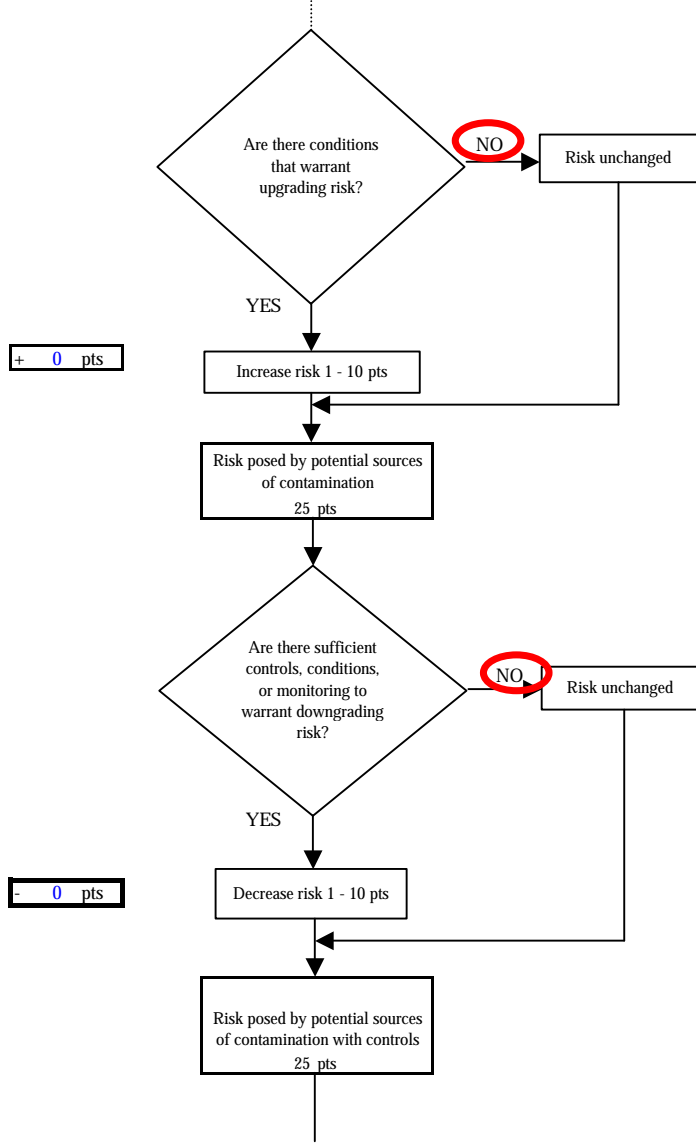 Are there conditions
that warrant
upgrading risk?
NO
Risk unchanged
YES
+ 0 pts
Increase risk 1 - 10 pts
Risk posed by potential sources
of contamination
25 pts
Are there sufficient
controls, conditions,
or monitoring to
warrant downgrading
risk?
NO
Risk unchanged
YES
- 0 pts
Decrease risk 1 - 10 pts
Risk posed by potential sources
of contamination with controls
25 pts